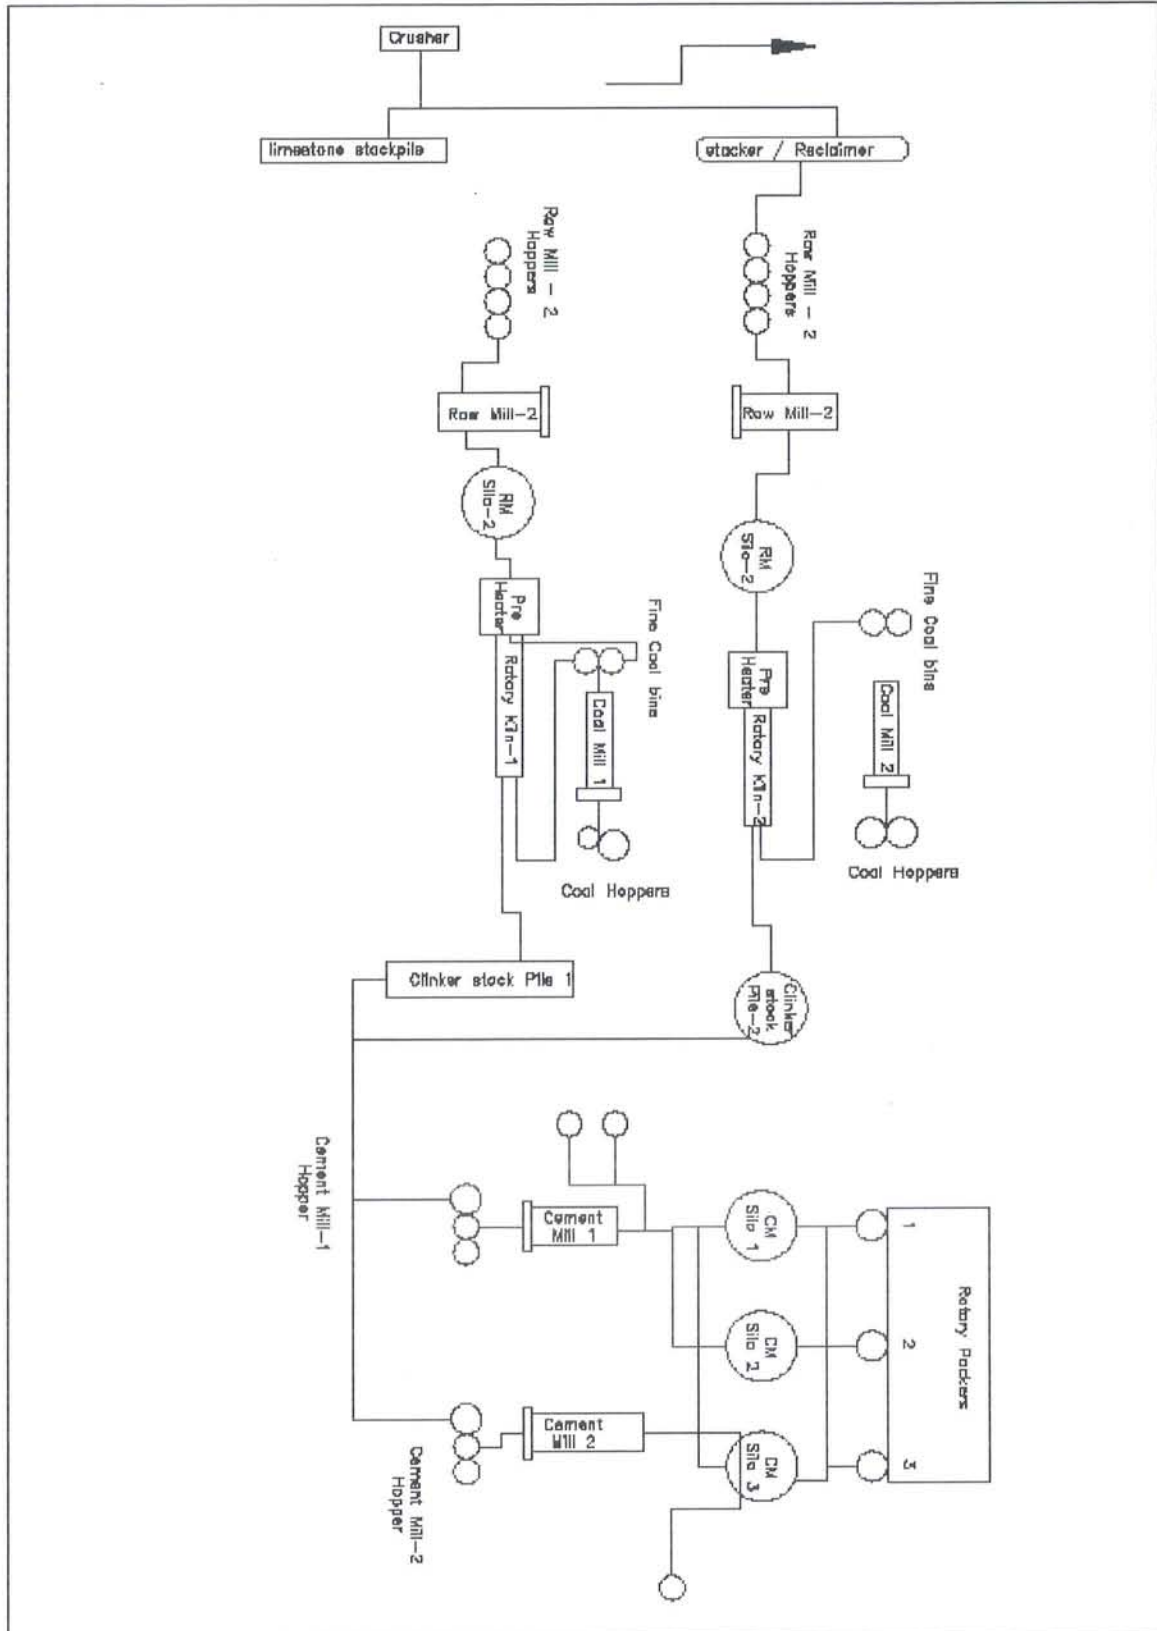 Crusher
limestone stockpile
stacker / Reclaimer
Raw Mill - 2
Hoppers
Raw Mill - 2
Hoppers
Raw Mill-2
Raw Mill-2
RM
Silo-2
RM
Silo-2
Pre
Heater
Rotary Kiln-1
Fine Coal bins
Coal Mill 1
Coal Hoppers
Pre
Heater
Rotary Kiln-2
Fine Coal bins
Coal Mill 2
Coal Hoppers
Clinker stock Pile 1
Clinker
stock
Pile-2
Cement Mill-1
Hopper
Cement
Mill 1
CM
Silo 1
1
CM
Silo 2
2
Rotary Packers
Cement Mill-2
Hopper
Cement
Mill 2
CM
Silo 3
3